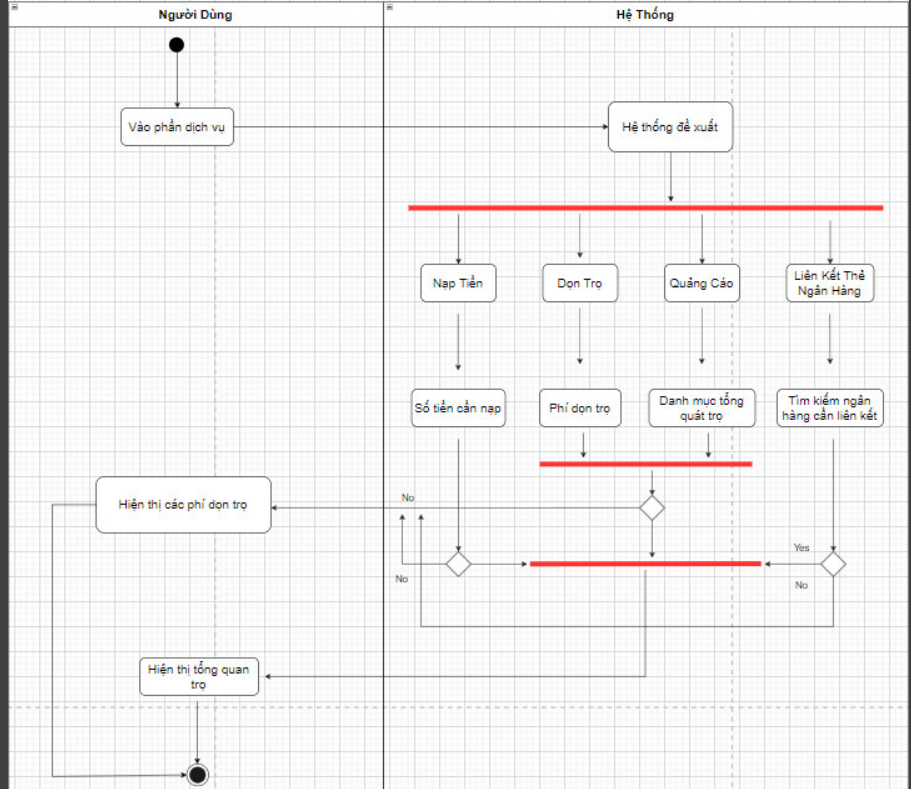 Người Dùng
Hệ Thống
Vào phần dịch vụ
Hệ thống đề xuất
Nạp Tiền
Dọn Trọ
Quảng Cáo
Liên Kết Thẻ
Ngân Hàng
Số tiền cần nạp
Phí dọn trọ
Danh mục tổng
quát trọ
Tìm kiếm ngân
hàng cần liên kết
Hiện thị các phí dọn trọ
No
No
Yes
No
Hiện thị tổng quan
trọ